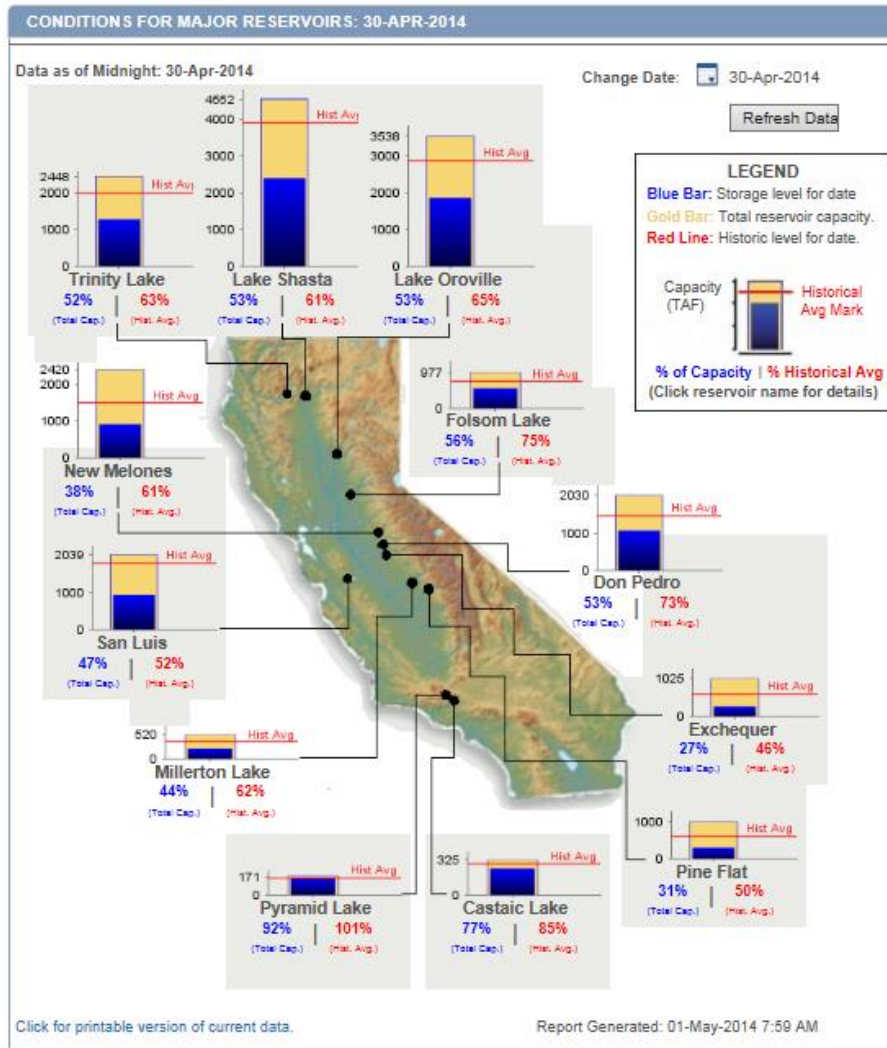 CONDITIONS FOR MAJOR RESERVOIRS: 30-APR-2014
Data as of Midnight: 30-Apr-2014
Change Date: 30-Apr-2014
Refresh Data
LEGEND
Blue Bar: Storage level for date
Gold Bar: Total reservoir capacity.
Red Line: Historic level for date.
Capacity
(TAF)
Historical
Avg Mark
% of Capacity | % Historical Avg
(Click reservoir name for details)
2448
2000
1000
0
Hist Avg
Trinity Lake
52% | 63%
(Total Cap.) (Hist. Avg.)
4552
4000
3000
2000
1000
0
Hist Avg
Lake Shasta
53% | 61%
(Total Cap.) (Hist. Avg.)
3538
3000
2000
1000
0
Hist Avg
Lake Oroville
53% | 65%
(Total Cap.) (Hist. Avg.)
2420
2000
1000
0
Hist Avg
New Melones
38% | 61%
(Total Cap.) (Hist. Avg.)
977
0
Hist Avg
Folsom Lake
56% | 75%
(Total Cap.) (Hist. Avg.)
2030
1000
0
Hist Avg
Don Pedro
53% | 73%
(Total Cap.) (Hist. Avg.)
2039
1000
0
Hist Avg
San Luis
47% | 52%
(Total Cap.) (Hist. Avg.)
1025
0
Hist Avg
Exchequer
27% | 46%
(Total Cap.) (Hist. Avg.)
520
0
Hist Avg
Millerton Lake
44% | 62%
(Total Cap.) (Hist. Avg.)
1000
0
Hist Avg
Pine Flat
31% | 50%
(Total Cap.) (Hist. Avg.)
171
0
Hist Avg
Pyramid Lake
92% | 101%
(Total Cap.) (Hist. Avg.)
325
0
Hist Avg
Castaic Lake
77% | 85%
(Total Cap.) (Hist. Avg.)
Click for printable version of current data.
Report Generated: 01-May-2014 7:59 AM